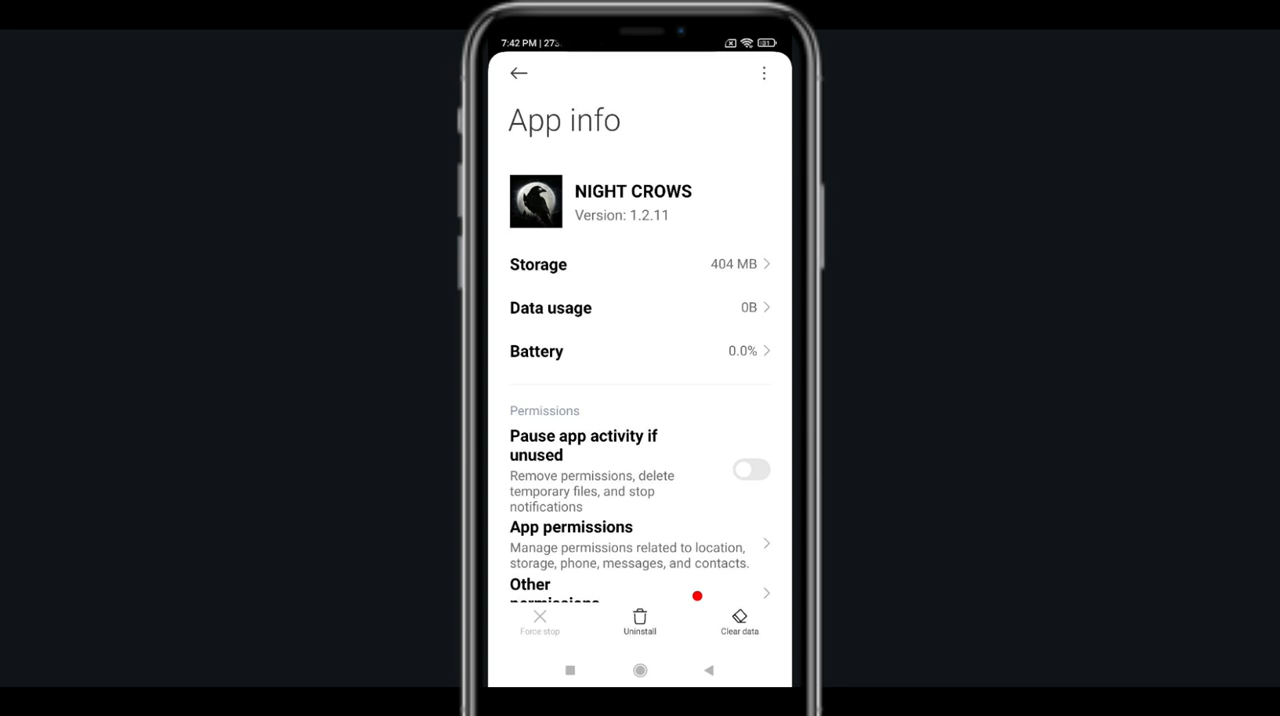 7:42 PM | 27
App info
NIGHT CROWS
Version: 1.2.11
Storage 404 MB
Data usage 0B
Battery 0.0%
Permissions
Pause app activity if
unused
Remove permissions, delete
temporary files, and stop
notifications
App permissions
Manage permissions related to location,
storage, phone, messages, and contacts.
Other
permissions
Force stop Uninstall Clear data